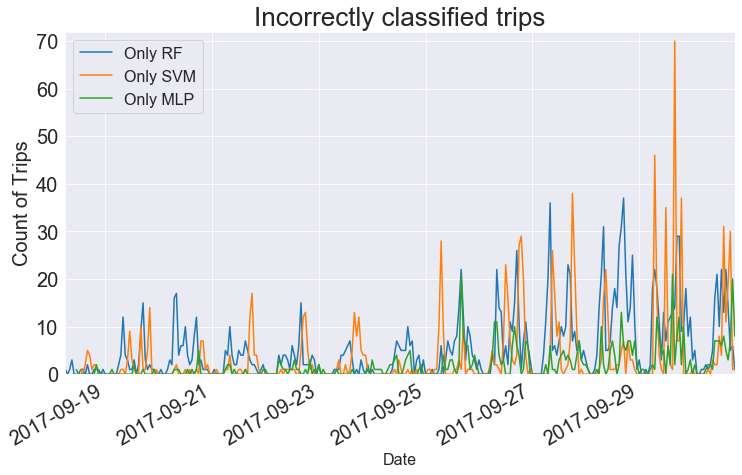 Incorrectly classified trips
Only RF
Only SVM
Only MLP
Count of Trips
70
60
50
40
30
20
10
0
2017-09-19
2017-09-21
2017-09-23
2017-09-25
2017-09-27
2017-09-29
Date